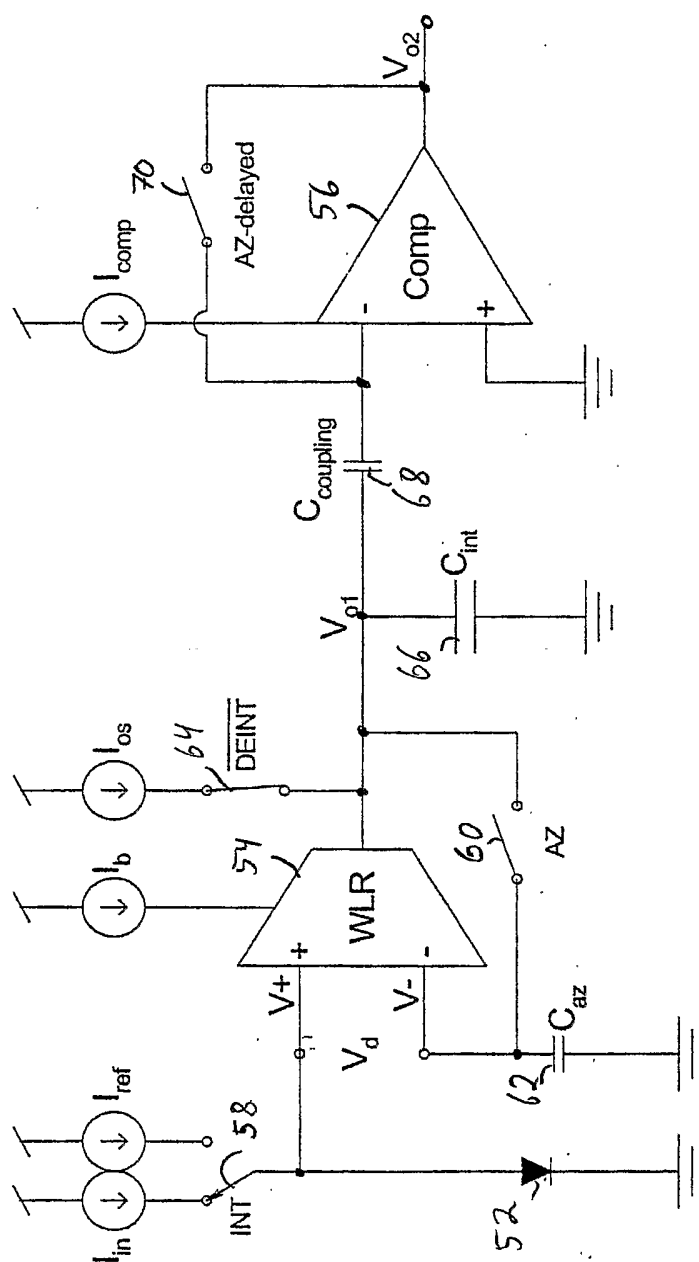 I_in
I_ref
INT
58
52
V+
V_d
V-
62
C_az
I_b
54
WLR
+
-
60
AZ
I_os
64
DEINT
V_o1
66
C_int
C_coupling
68
I_comp
70
AZ-delayed
56
Comp
-
+
V_o2